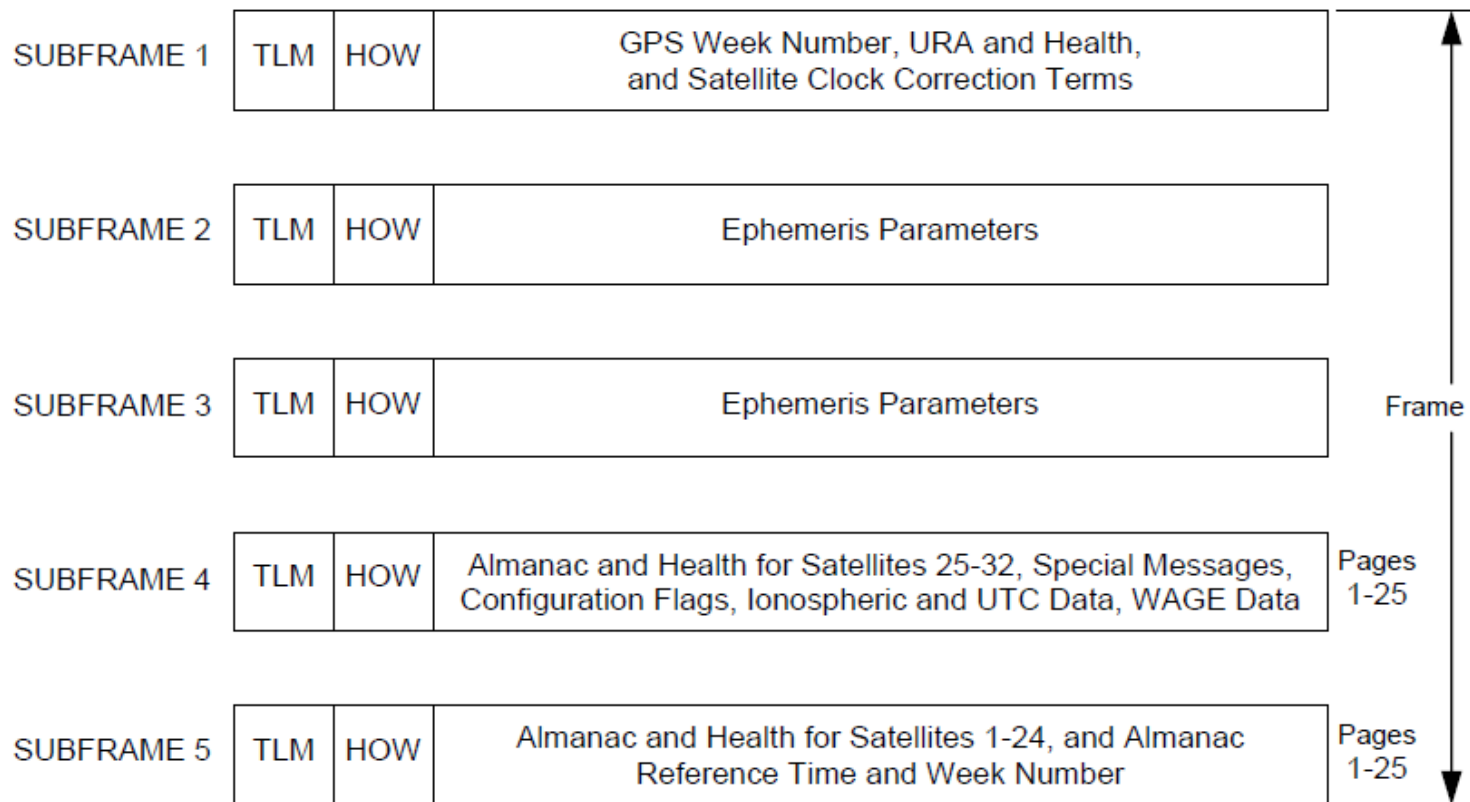 SUBFRAME 1 TLM HOW GPS Week Number, URA and Health,
and Satellite Clock Correction Terms
SUBFRAME 2 TLM HOW Ephemeris Parameters
SUBFRAME 3 TLM HOW Ephemeris Parameters
Frame
SUBFRAME 4 TLM HOW Almanac and Health for Satellites 25-32, Special Messages,
Configuration Flags, Ionospheric and UTC Data, WAGE Data
Pages
1-25
SUBFRAME 5 TLM HOW Almanac and Health for Satellites 1-24, and Almanac
Reference Time and Week Number
Pages
1-25